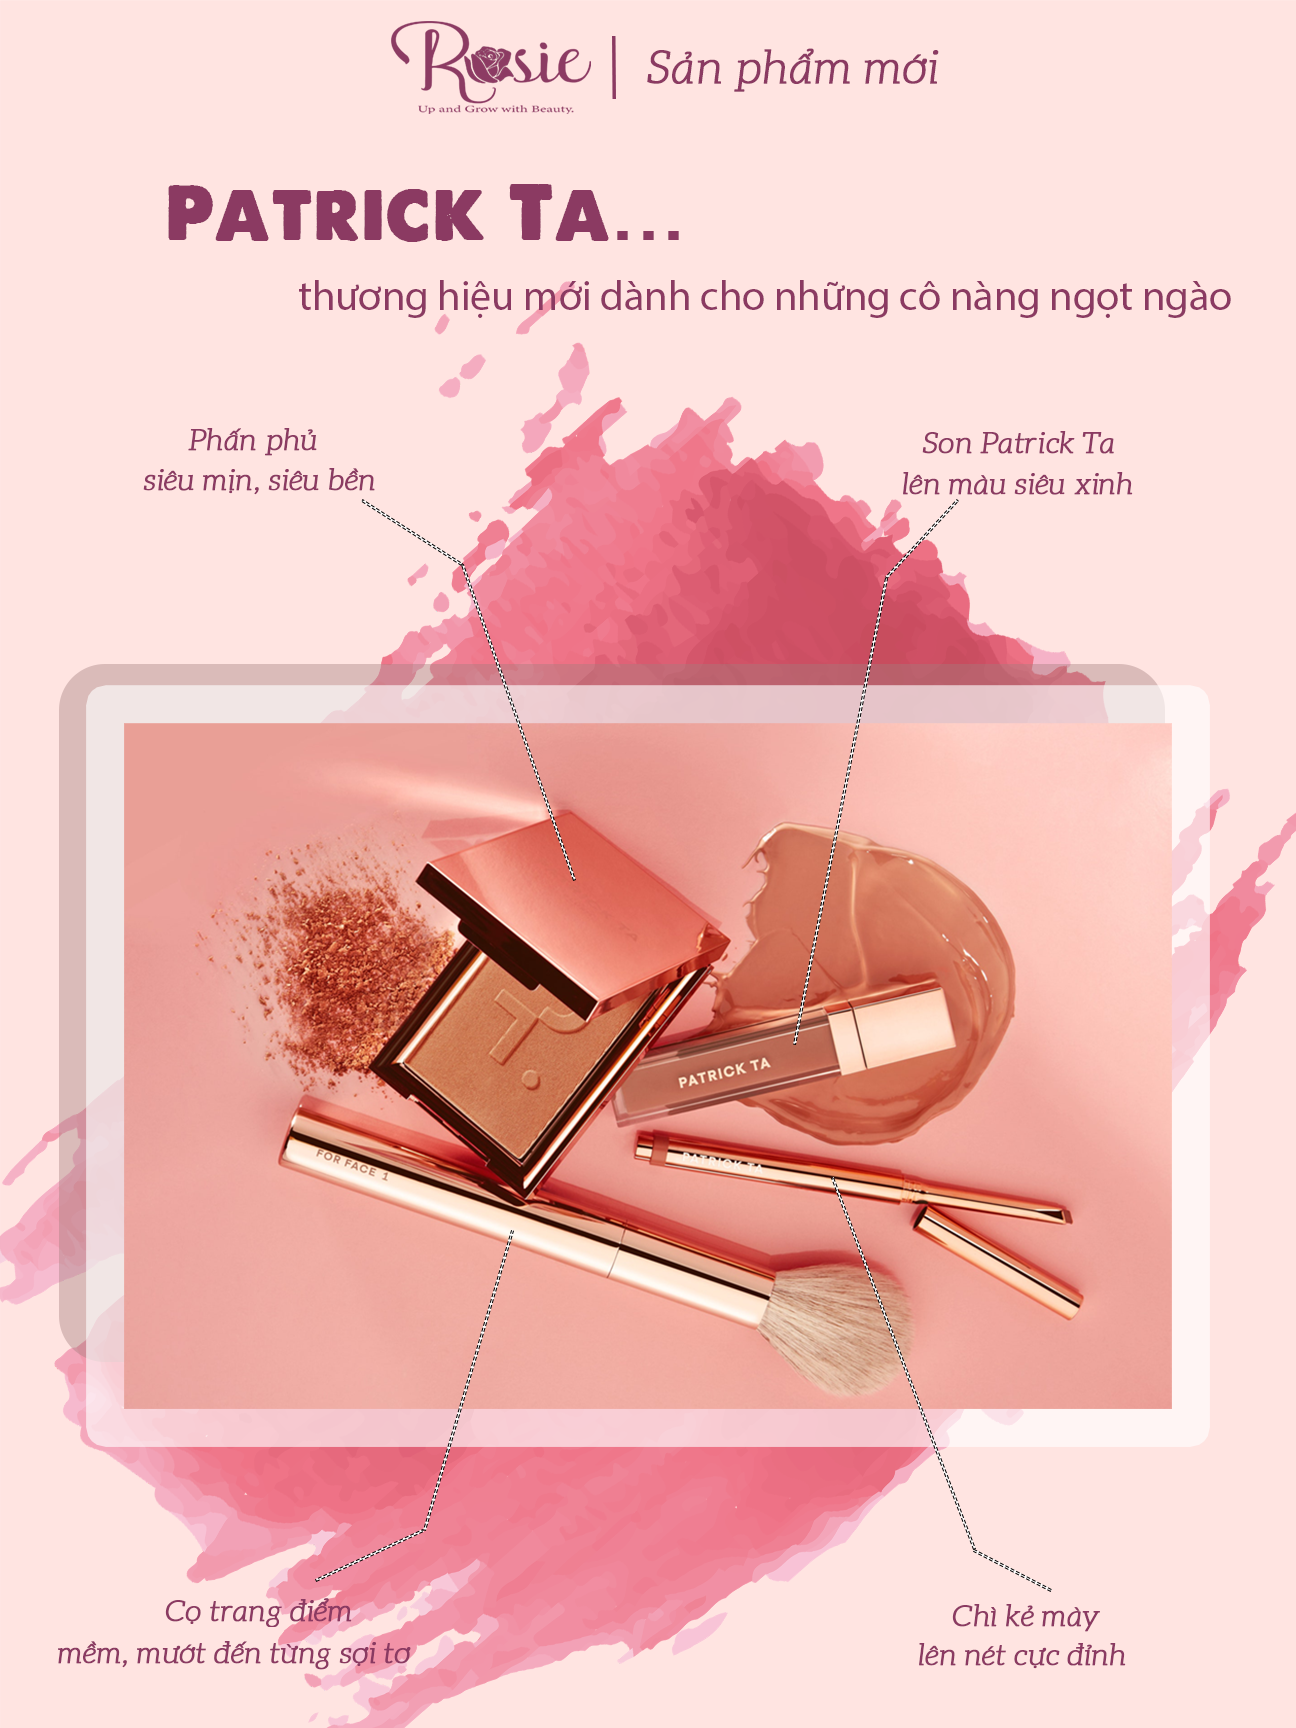 Rosie
Up and Grow with Beauty.
Sản phẩm mới
PATRICK TA...
thương hiệu mới dành cho những cô nàng ngọt ngào
Phấn phủ
siêu mịn, siêu bền
Son Patrick Ta
lên màu siêu xinh
PATRICK TA
PATRICK TA
FOR FACE 1
Cọ trang điểm
mềm, mướt đến từng sợi tơ
Chì kẻ mày
lên nét cực đỉnh